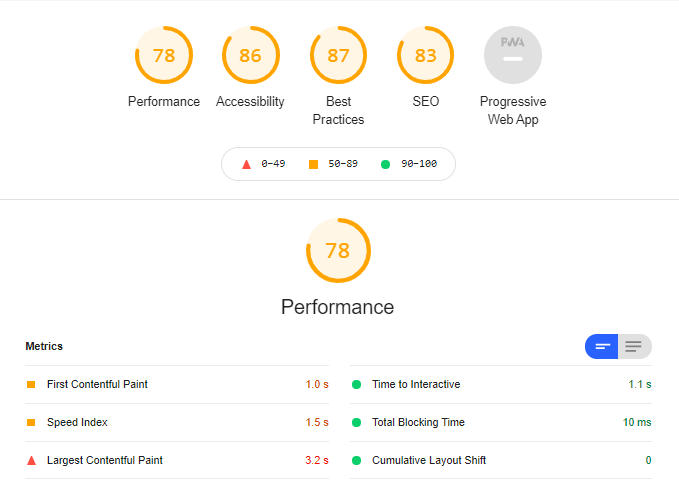 78 86 87 83 PWA
Performance Accessibility Best Practices SEO Progressive Web App
0–49 50–89 90–100
78
Performance
Metrics
First Contentful Paint 1.0 s
Time to Interactive 1.1 s
Speed Index 1.5 s
Total Blocking Time 10 ms
Largest Contentful Paint 3.2 s
Cumulative Layout Shift 0